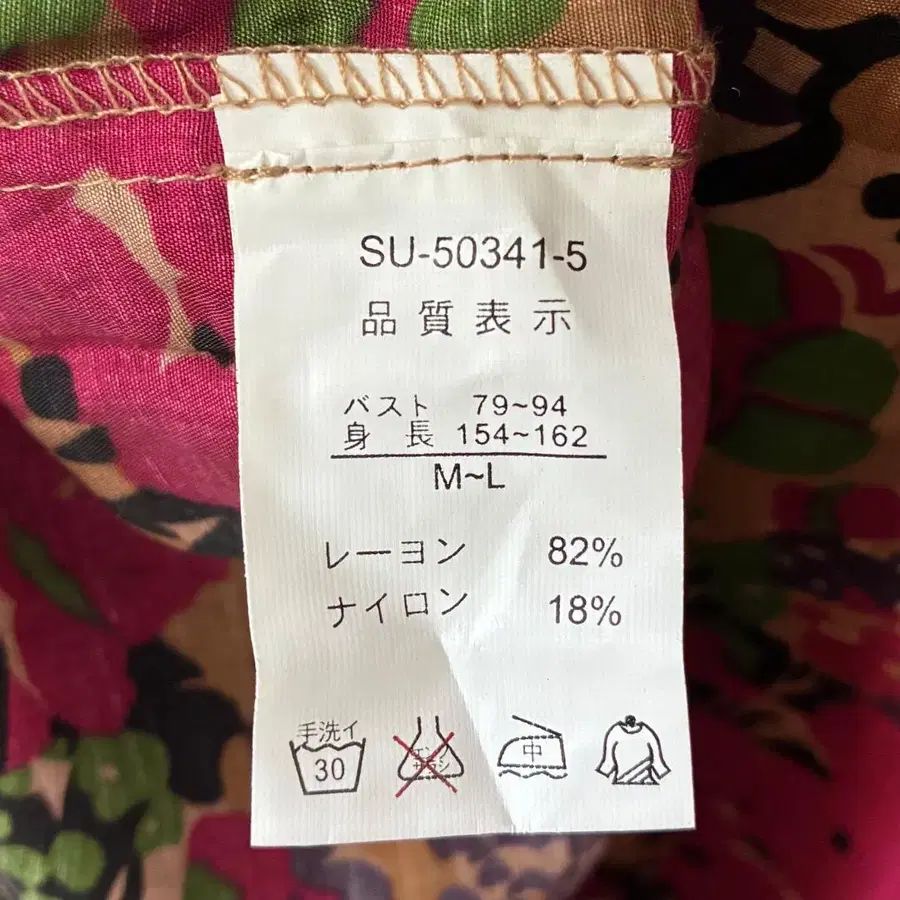 SU-50341-5
品質表示
バスト 79~94
身長 154~162
M~L
レーヨン 82%
ナイロン 18%
手洗イ
30
中